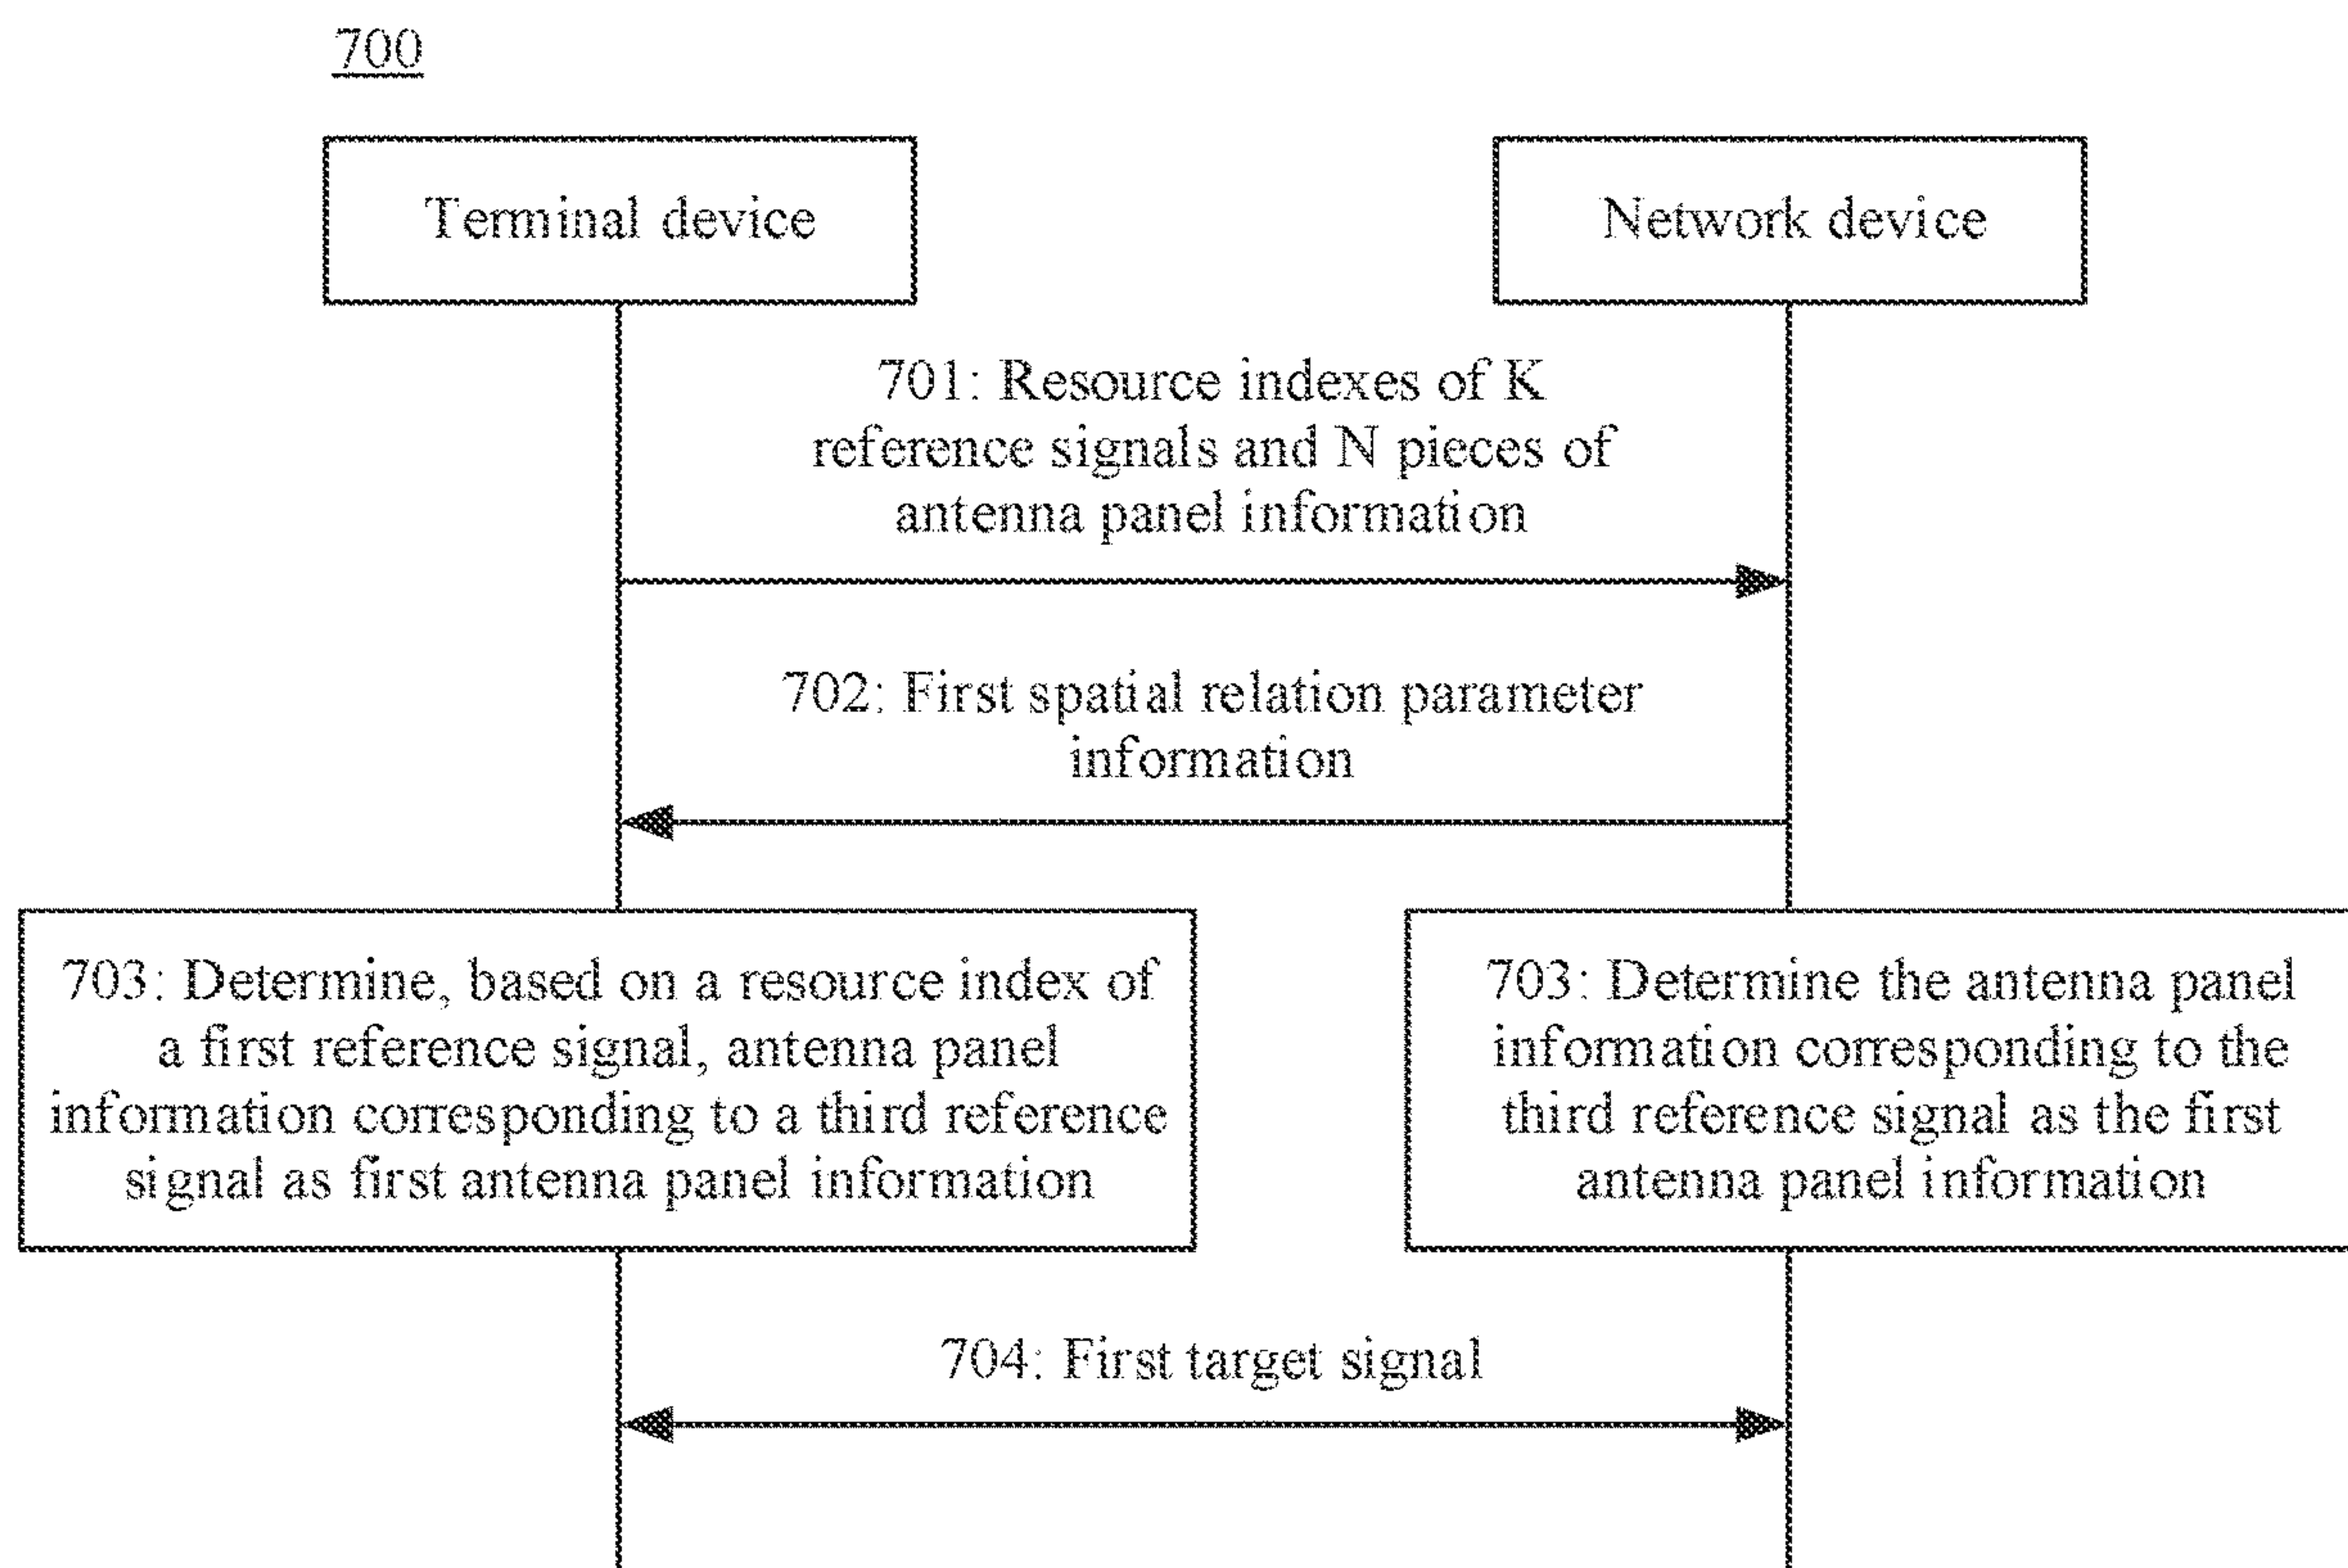 700
Terminal device
Network device
701: Resource indexes of K
reference signals and N pieces of
antenna panel information
702: First spatial relation parameter
information
703: Determine, based on a resource index of
a first reference signal, antenna panel
information corresponding to a third reference
signal as first antenna panel information
703: Determine the antenna panel
information corresponding to the
third reference signal as the first
antenna panel information
704: First target signal